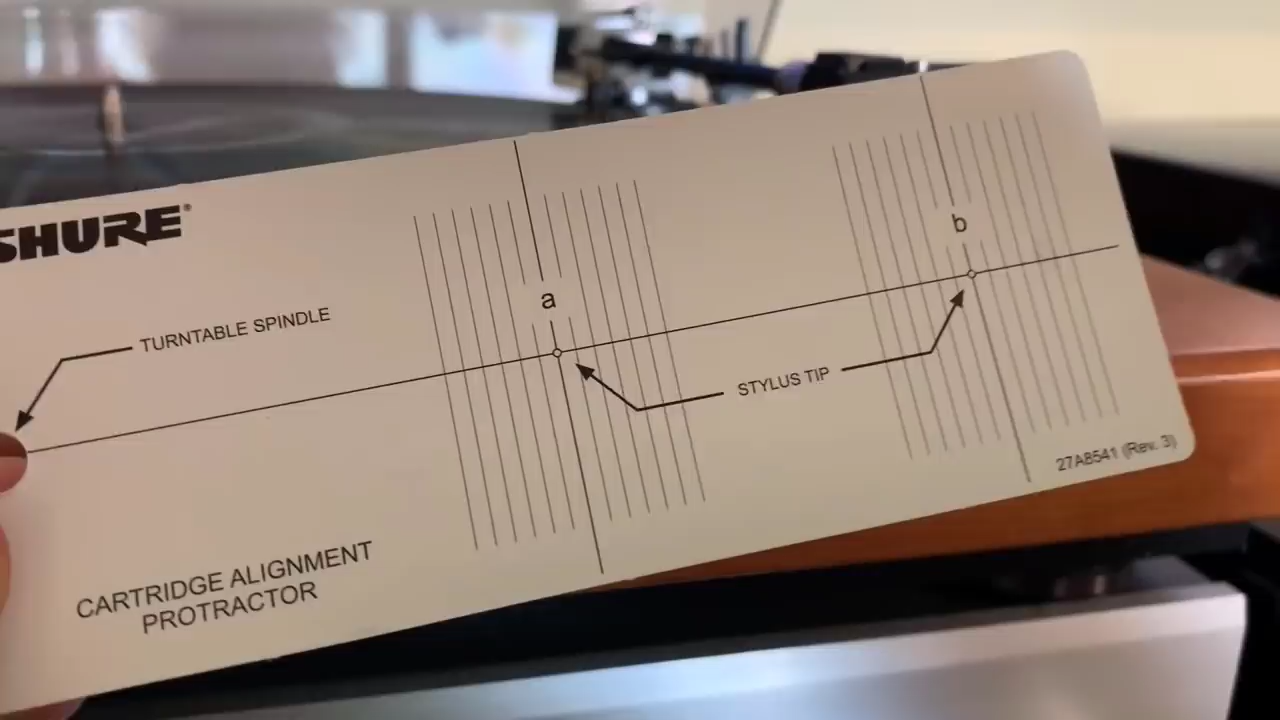 SHURE
TURNTABLE SPINDLE
a
b
STYLUS TIP
27A8541 (Rev. 3)
CARTRIDGE ALIGNMENT
PROTRACTOR